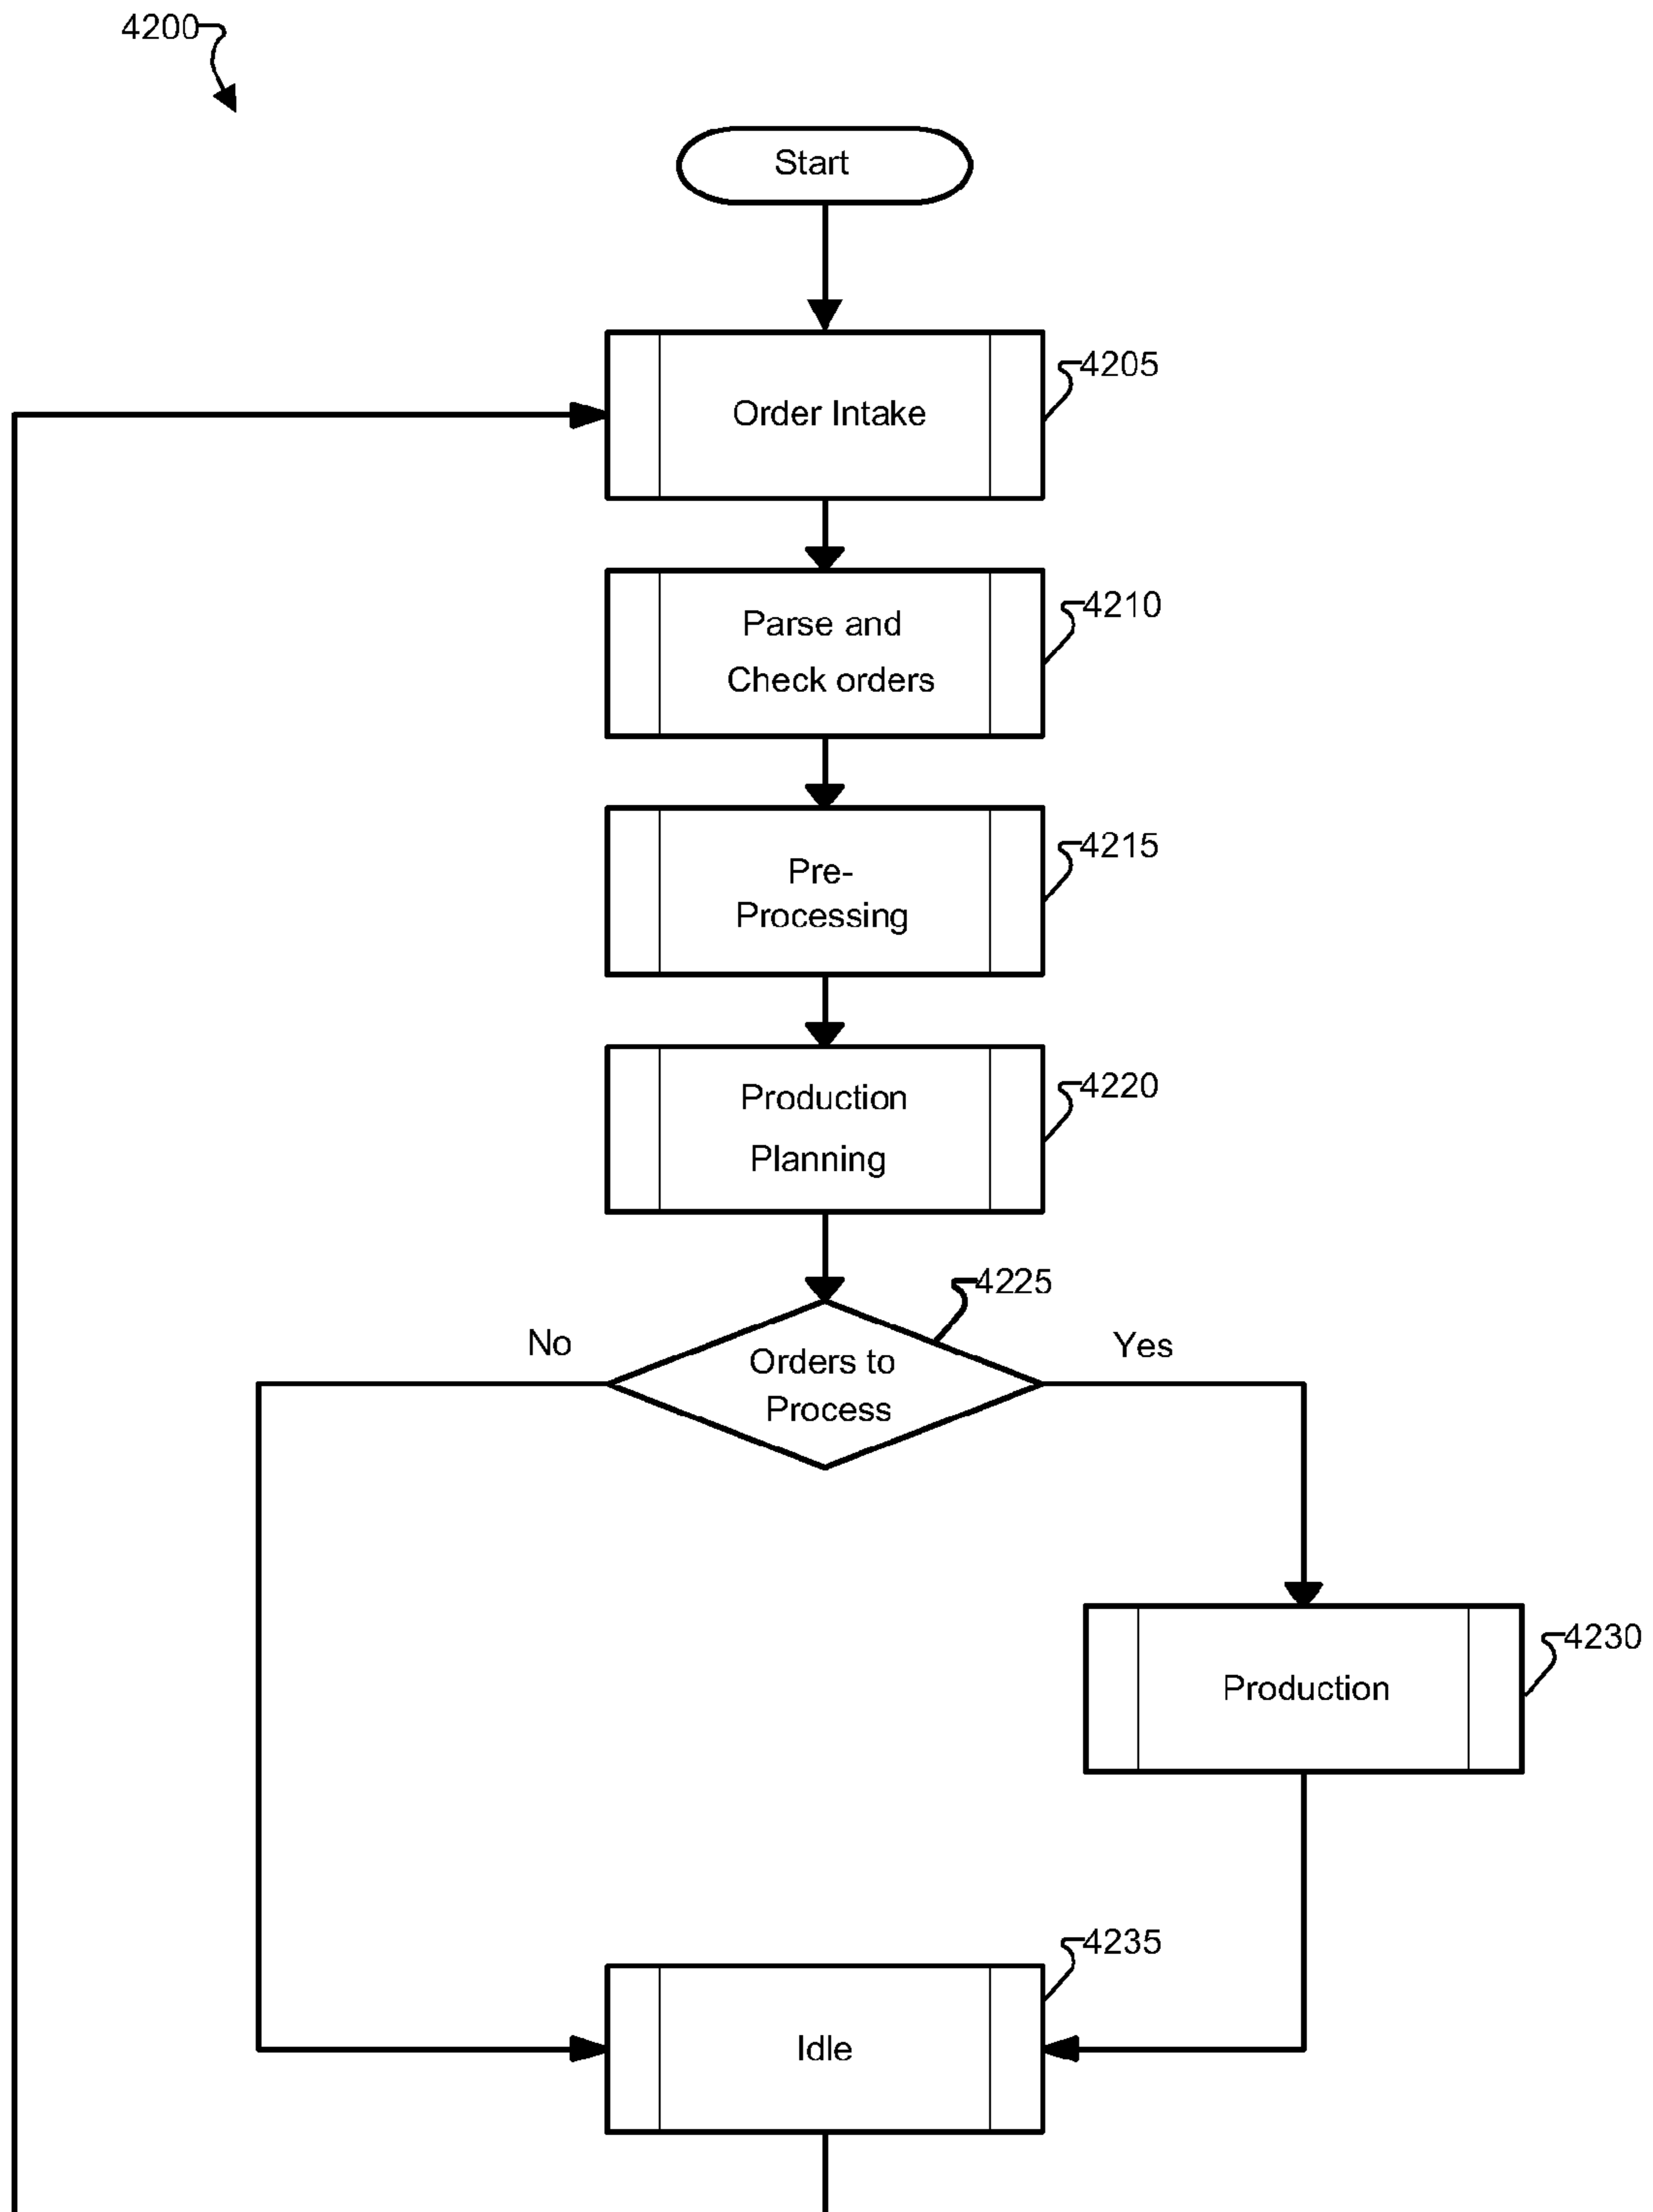 4200
Start
Order Intake
4205
Parse and
Check orders
4210
Pre-
Processing
4215
Production
Planning
4220
4225
No
Orders to
Process
Yes
Production
4230
4235
Idle